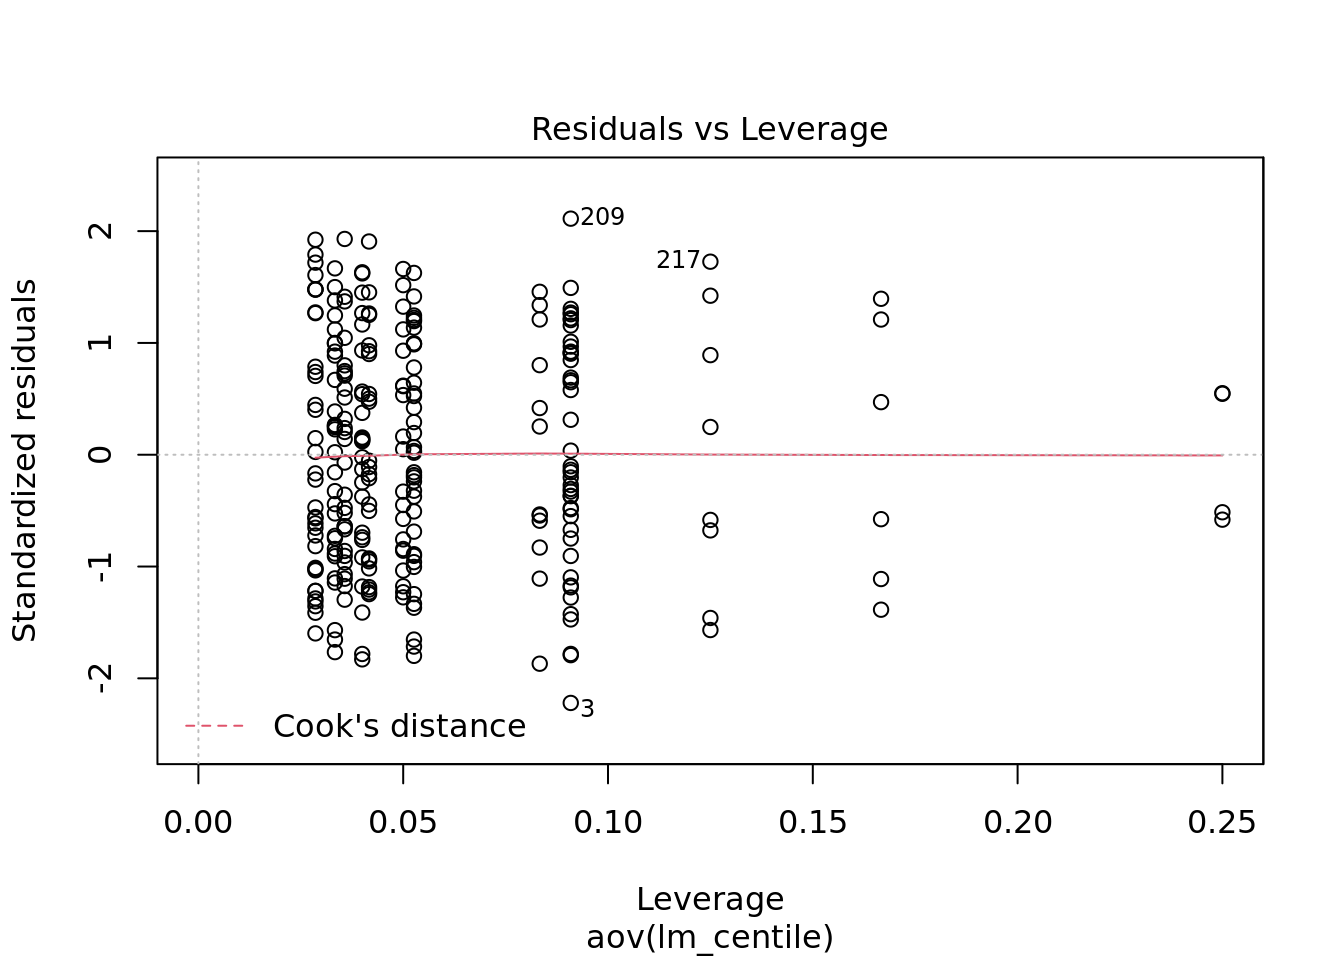 Residuals vs Leverage
Standardized residuals
2
1
0
-1
-2
209
217
3
Cook's distance
0.00 0.05 0.10 0.15 0.20 0.25
Leverage
aov(lm_centile)